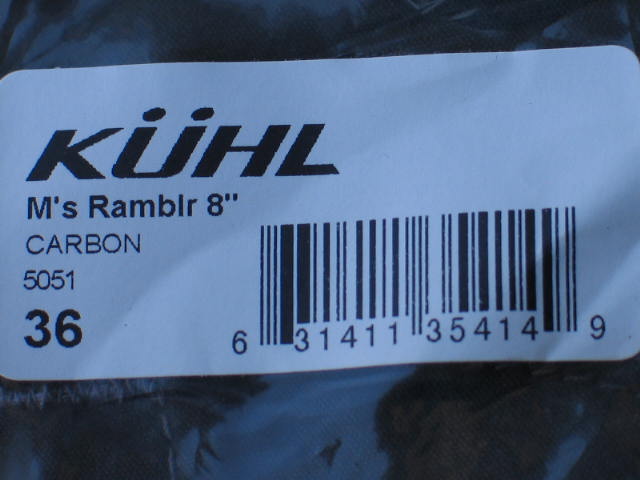 KÜHL
M's Ramblr 8"
CARBON
5051
36
6 31411 35414 9